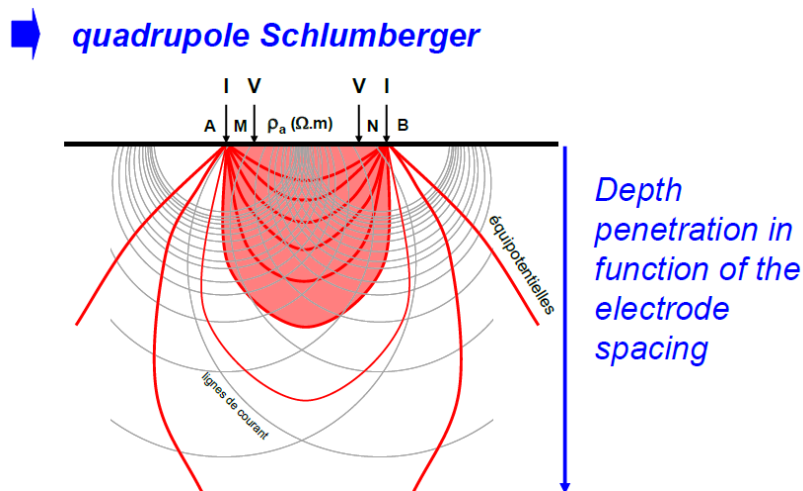 quadrupole Schlumberger
I V V I
A M ρa (Ω.m) N B
équipotentielles
lignes de courant
Depth
penetration in
function of the
electrode
spacing